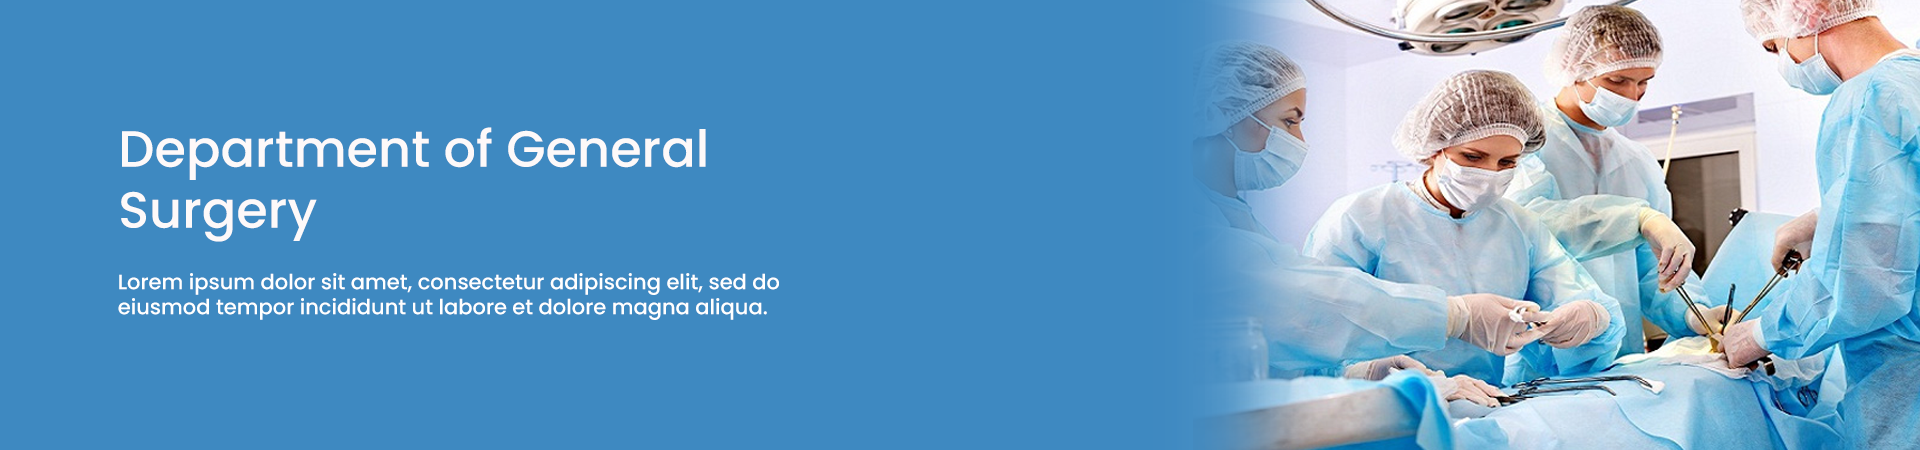 Department of General
Surgery
Lorem ipsum dolor sit amet, consectetur adipiscing elit, sed do
eiusmod tempor incididunt ut labore et dolore magna aliqua.